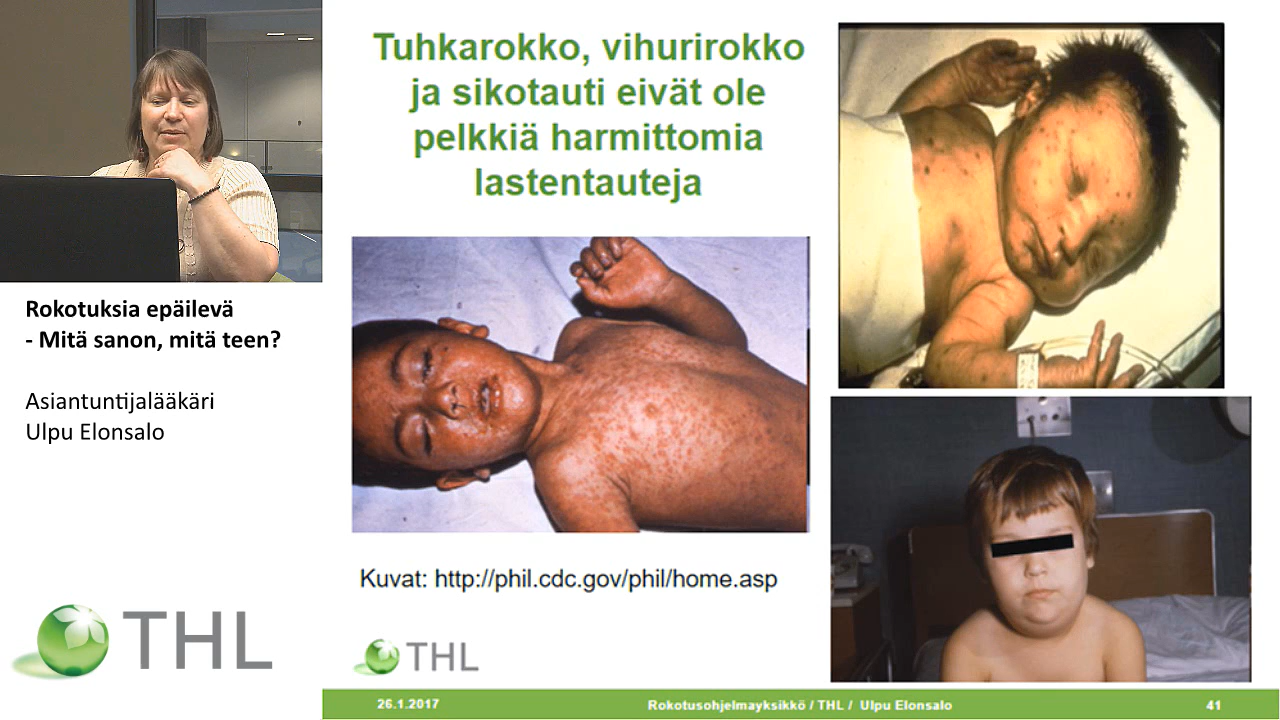 Tuhkarokko, vihurirokko
ja sikotauti eivät ole
pelkkiä harmittomia
lastentauteja
Rokotuksia epäilevä
- Mitä sanon, mitä teen?
Asiantuntijalääkäri
Ulpu Elonsalo
Kuvat: http://phil.cdc.gov/phil/home.asp
THL
THL
26.1.2017
Rokotusohjelmayksikkö / THL / Ulpu Elonsalo
41